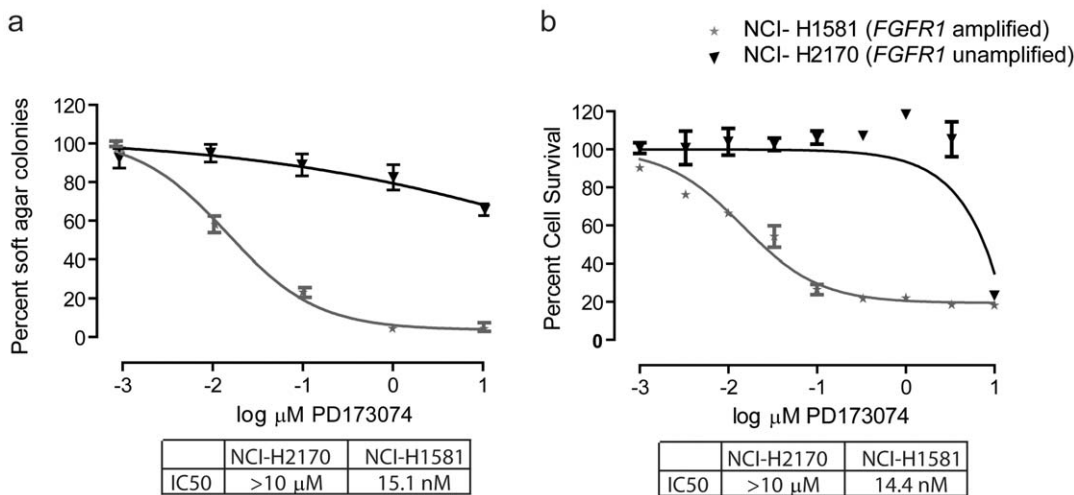 a
b
NCI- H1581 (FGFR1 amplified)
NCI- H2170 (FGFR1 unamplified)
Percent soft agar colonies
120
100
80
60
40
20
0
-3 -2 -1 0 1
log μM PD173074
NCI-H2170 NCI-H1581
IC50 >10 μM 15.1 nM
Percent Cell Survival
120
100
80
60
40
20
0
-3 -2 -1 0 1
log μM PD173074
NCI-H2170 NCI-H1581
IC50 >10 μM 14.4 nM